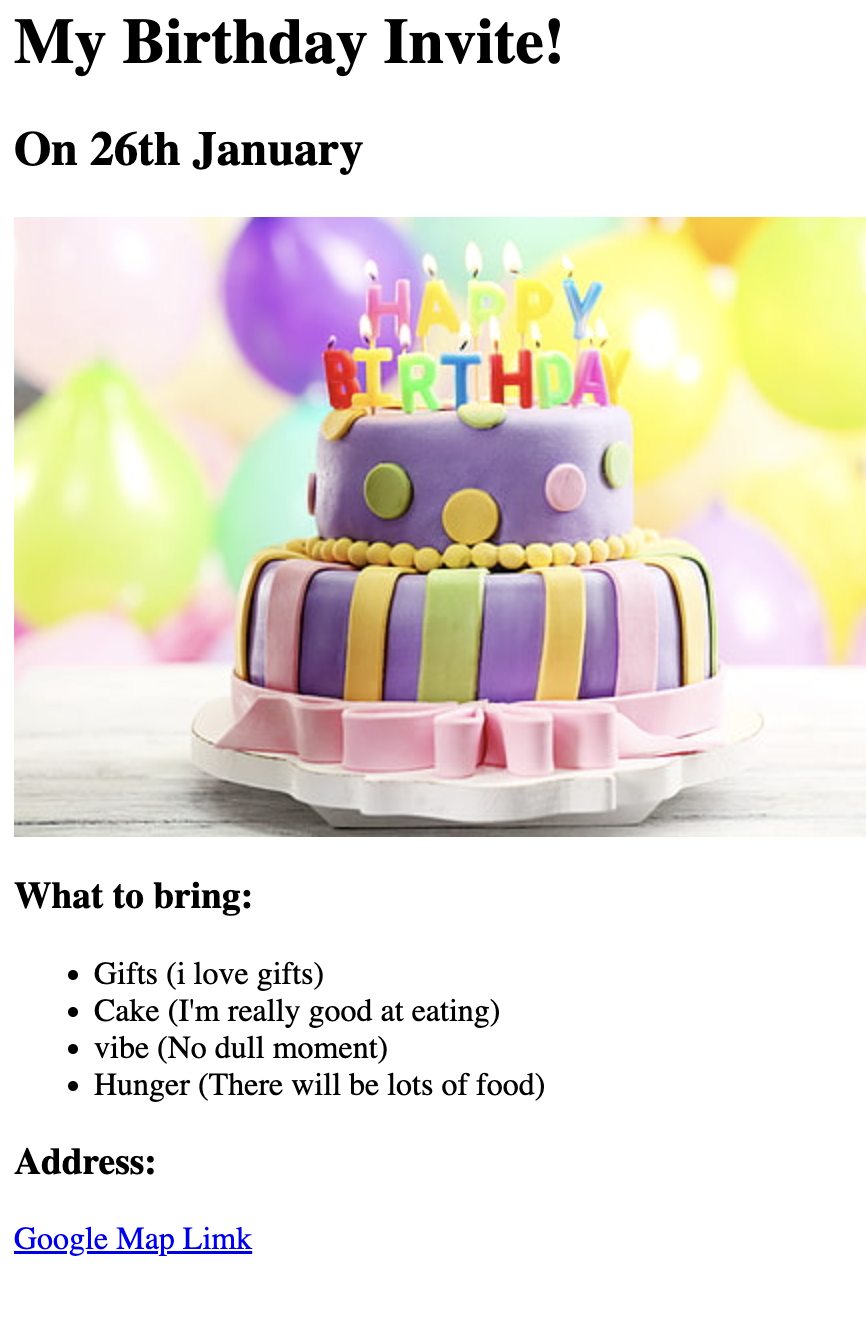 My Birthday Invite!
On 26th January
HAPPY
BIRTHDAY
What to bring:
Gifts (i love gifts)
Cake (I'm really good at eating)
vibe (No dull moment)
Hunger (There will be lots of food)
Address:
Google Map Limk